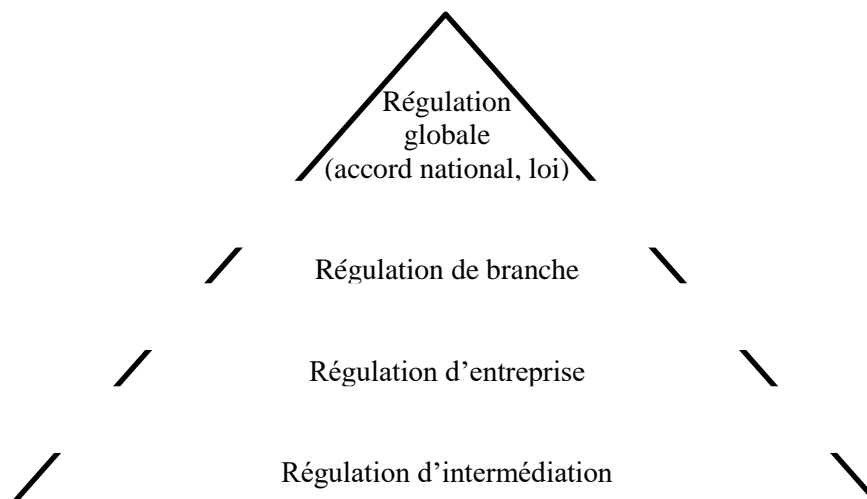 Régulation
globale
(accord national, loi)
Régulation de branche
Régulation d’entreprise
Régulation d’intermédiation